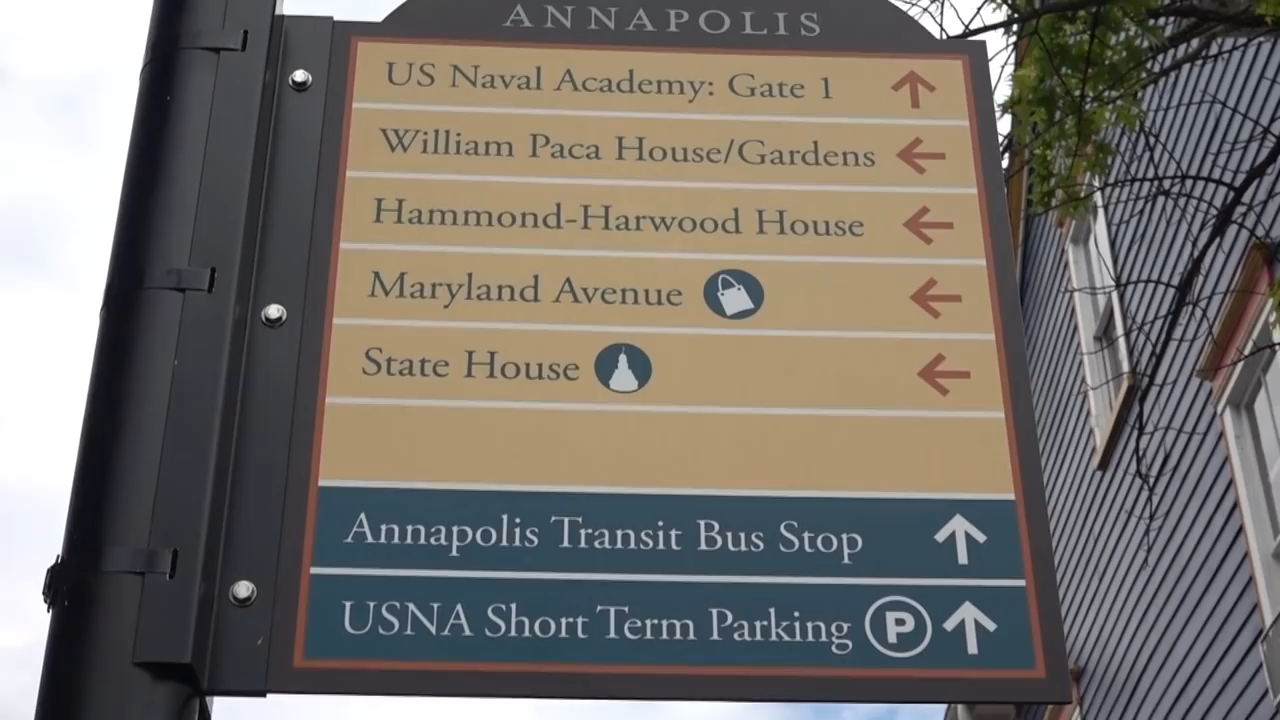 ANNAPOLIS
US Naval Academy: Gate 1
William Paca House/Gardens
Hammond-Harwood House
Maryland Avenue
State House
Annapolis Transit Bus Stop
USNA Short Term Parking P